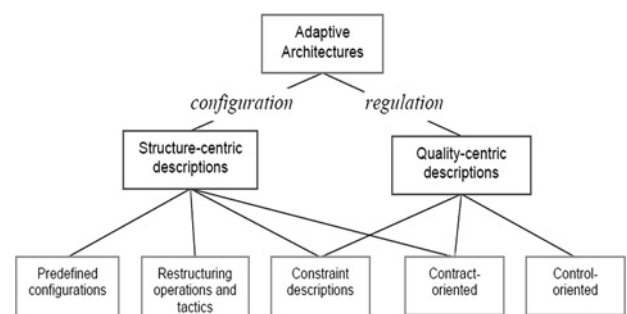 Adaptive
Architectures
configuration
regulation
Structure-centric
descriptions
Quality-centric
descriptions
Predefined
configurations
Restructuring
operations and
tactics
Constraint
descriptions
Contract-
oriented
Control-
oriented